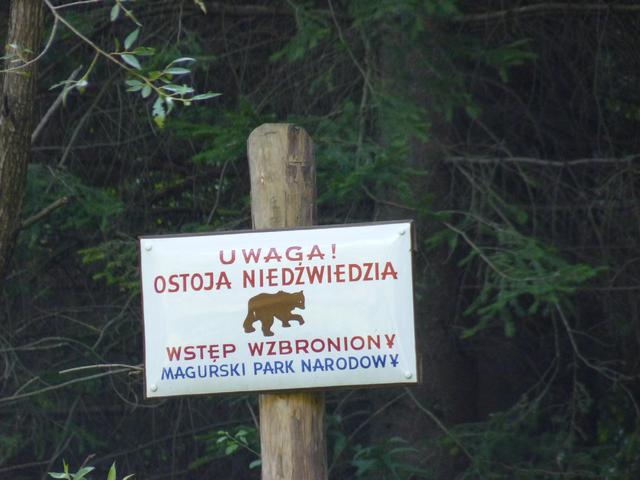 UWAGA!
OSTOJA NIEDŹWIEDZIA
WSTĘP WZBRONIONY
MAGURSKI PARK NARODOWY